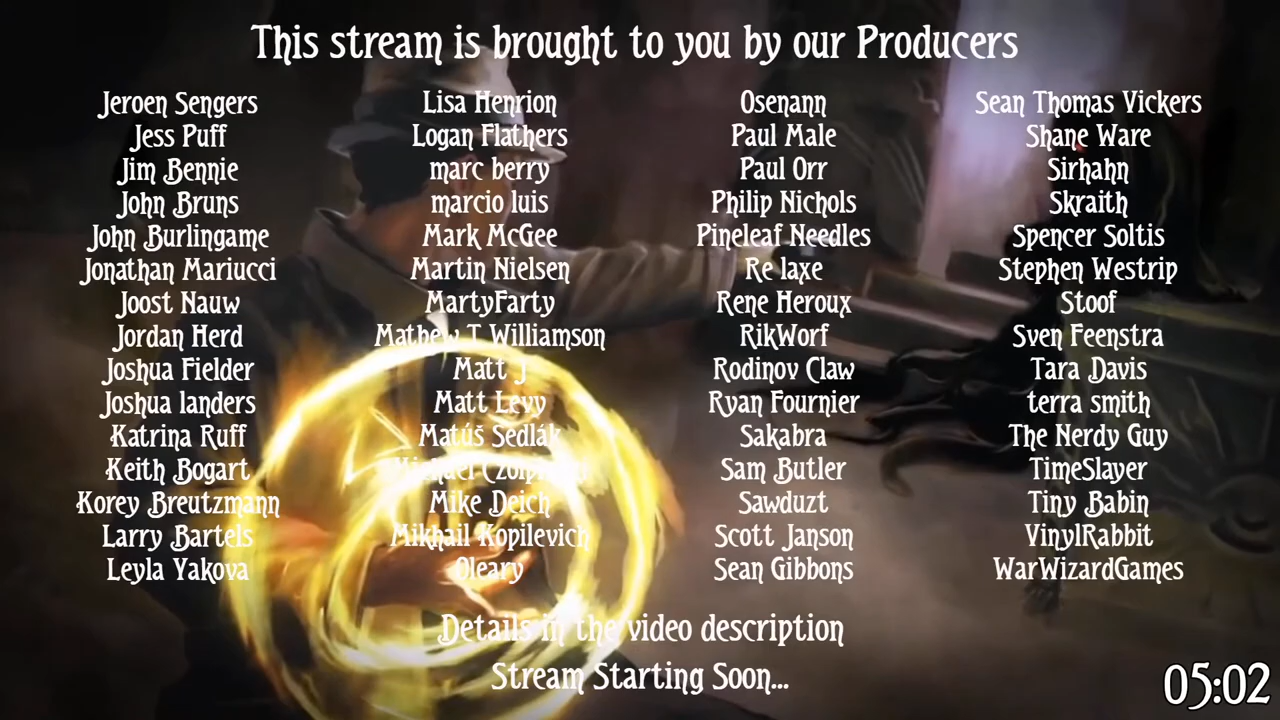 This stream is brought to you by our Producers
Jeroen Sengers
Jess Puff
Jim Bennie
John Bruns
John Burlingame
Jonathan Mariucci
Joost Nauw
Jordan Herd
Joshua Fielder
Joshua landers
Katrina Ruff
Keith Bogart
Korey Breutzmann
Larry Bartels
Leyla Yakova
Lisa Henrion
Logan Flathers
marc berry
marcio luis
Mark McGee
Martin Nielsen
MartyFarty
Mathew T Williamson
Matt J
Matt Levy
Matúš Sedlák
Michael
Mike Deich
Mikhail Kopilevich
Oleary
Osenann
Paul Male
Paul Orr
Philip Nichols
Pineleaf Needles
Re laxe
Rene Heroux
RikWorf
Rodinov Claw
Ryan Fournier
Sakabra
Sam Butler
Sawduzt
Scott Janson
Sean Gibbons
Sean Thomas Vickers
Shane Ware
Sirhahn
Skraith
Spencer Soltis
Stephen Westrip
Stoof
Sven Feenstra
Tara Davis
terra smith
The Nerdy Guy
TimeSlayer
Tiny Babin
VinylRabbit
WarWizardGames
Details in the video description
Stream Starting Soon...
05:02